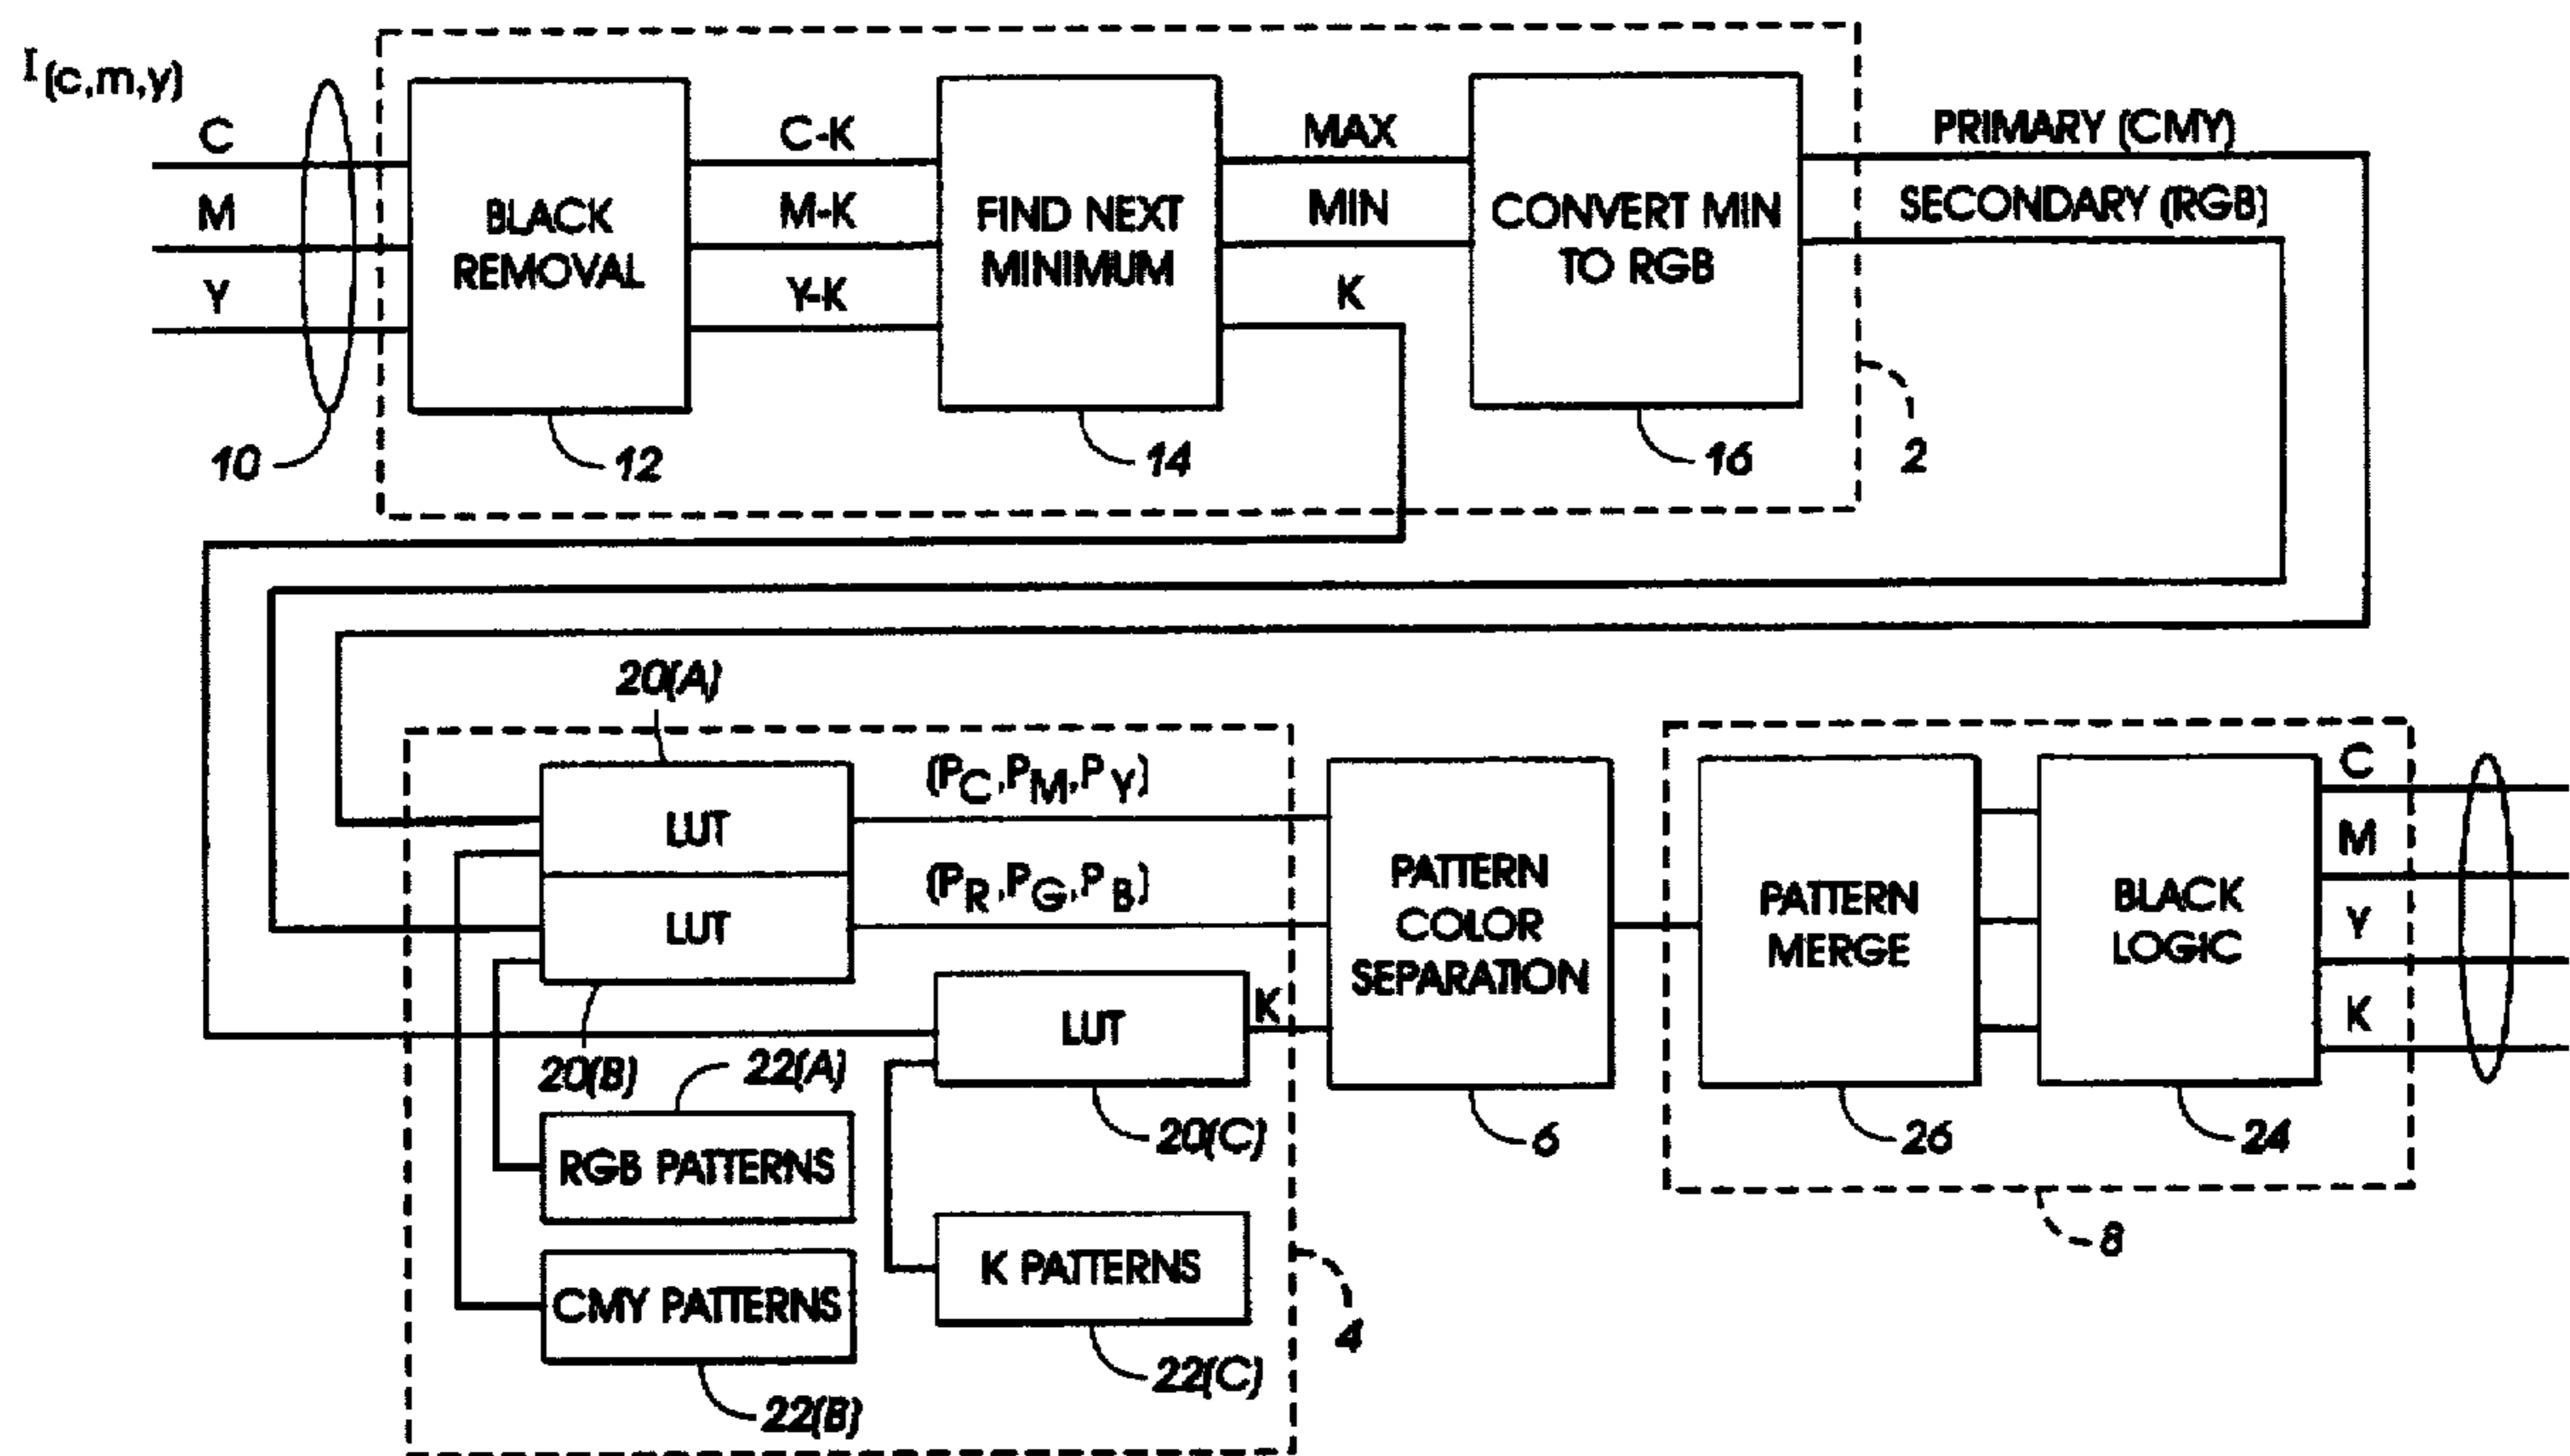 I(c,m,y)
C
M
Y
10
BLACK
REMOVAL
12
C-K
M-K
Y-K
FIND NEXT
MINIMUM
14
MAX
MIN
K
CONVERT MIN
TO RGB
16
2
PRIMARY (CMY)
SECONDARY (RGB)
20(A)
LUT
LUT
20(B)
(PC,PM,PY)
(PR,PG,PB)
LUT
K
20(C)
22(A)
RGB PATTERNS
CMY PATTERNS
22(B)
K PATTERNS
22(C)
4
PATTERN
COLOR
SEPARATION
6
PATTERN
MERGE
26
BLACK
LOGIC
24
C
M
Y
K
8